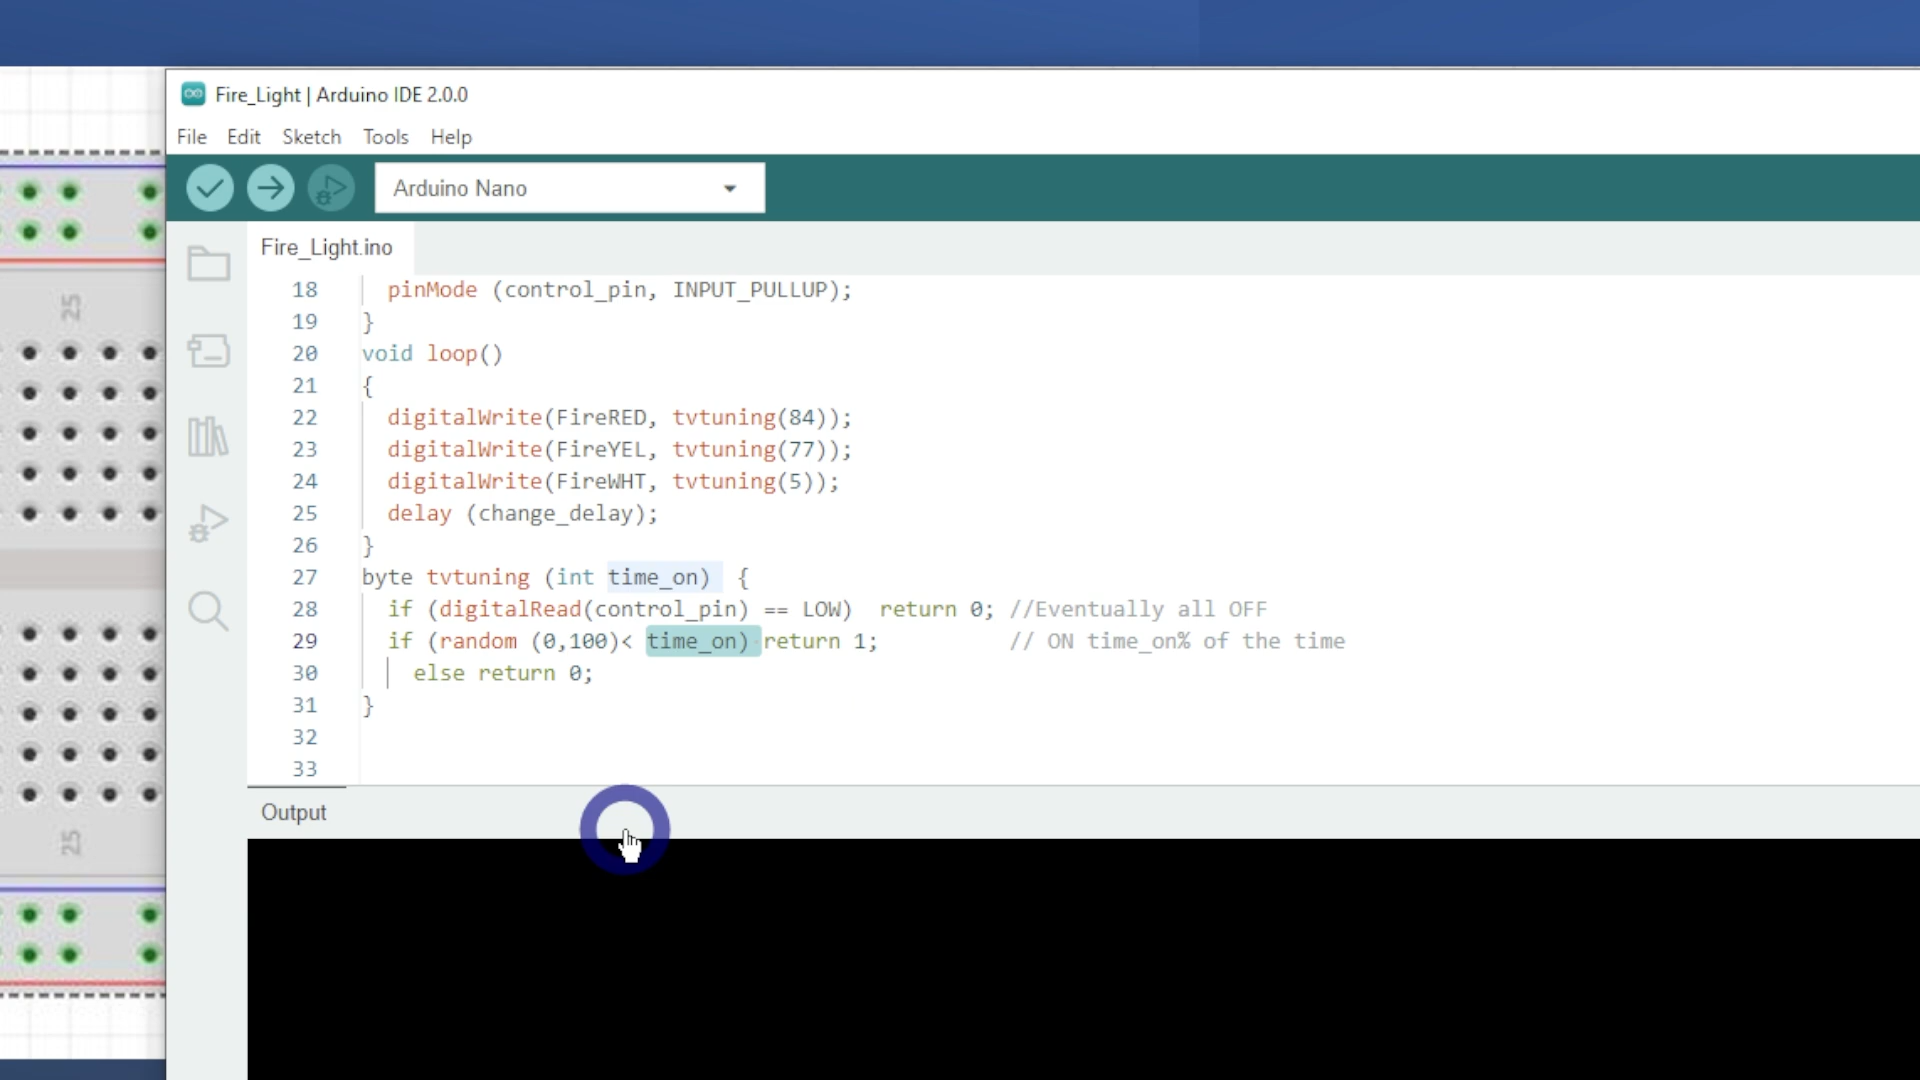 Fire_Light | Arduino IDE 2.0.0
File Edit Sketch Tools Help
Arduino Nano
Fire_Light.ino
25
18 pinMode (control_pin, INPUT_PULLUP);
19 }
20 void loop()
21 {
22 digitalWrite(FireRED, tvtuning(84));
23 digitalWrite(FireYEL, tvtuning(77));
24 digitalWrite(FireWHT, tvtuning(5));
25 delay (change_delay);
26 }
27 byte tvtuning (int time_on) {
28 if (digitalRead(control_pin) == LOW) return 0; //Eventually all OFF
29 if (random (0,100)< time_on) return 1; // ON time_on% of the time
30 else return 0;
31 }
32
33
Output
25